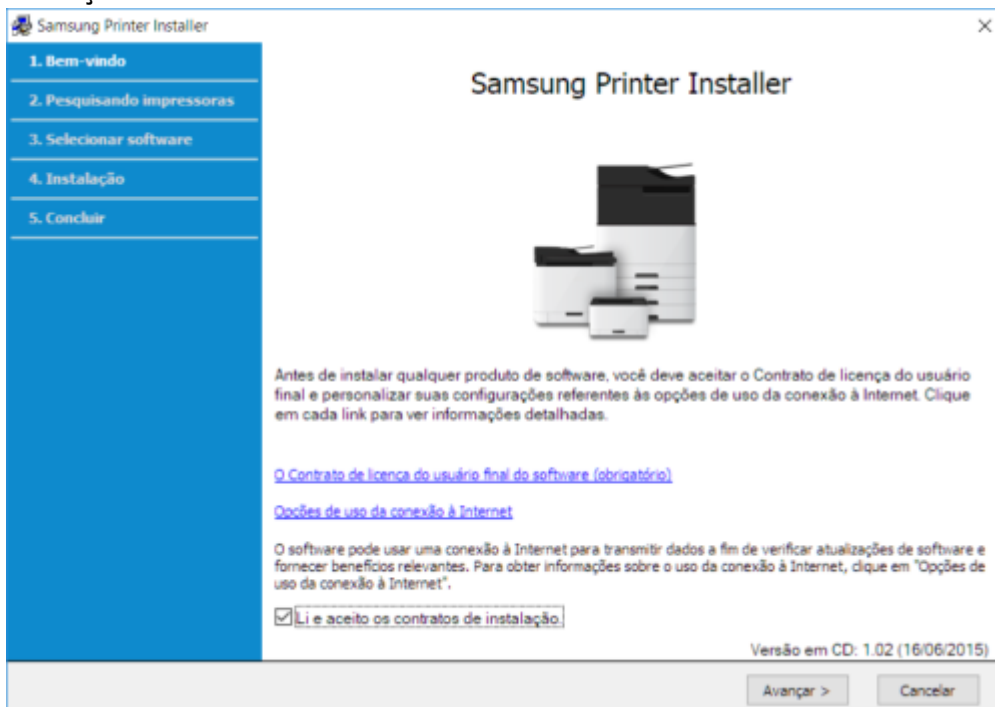 Samsung Printer Installer
1. Bem-vindo
2. Pesquisando impressoras
3. Selecionar software
4. Instalação
5. Concluir
Samsung Printer Installer
Antes de instalar qualquer produto de software, você deve aceitar o Contrato de licença do usuário
final e personalizar suas configurações referentes às opções de uso da conexão à Internet. Clique
em cada link para ver informações detalhadas.
O Contrato de licença do usuário final do software (obrigatório)
Opções de uso da conexão à Internet
O software pode usar uma conexão à Internet para transmitir dados a fim de verificar atualizações de software e
fornecer benefícios relevantes. Para obter informações sobre o uso da conexão à Internet, clique em "Opções de
uso da conexão à Internet".
Li e aceito os contratos de instalação.
Versão em CD: 1.02 (16/06/2015)
Avançar >
Cancelar